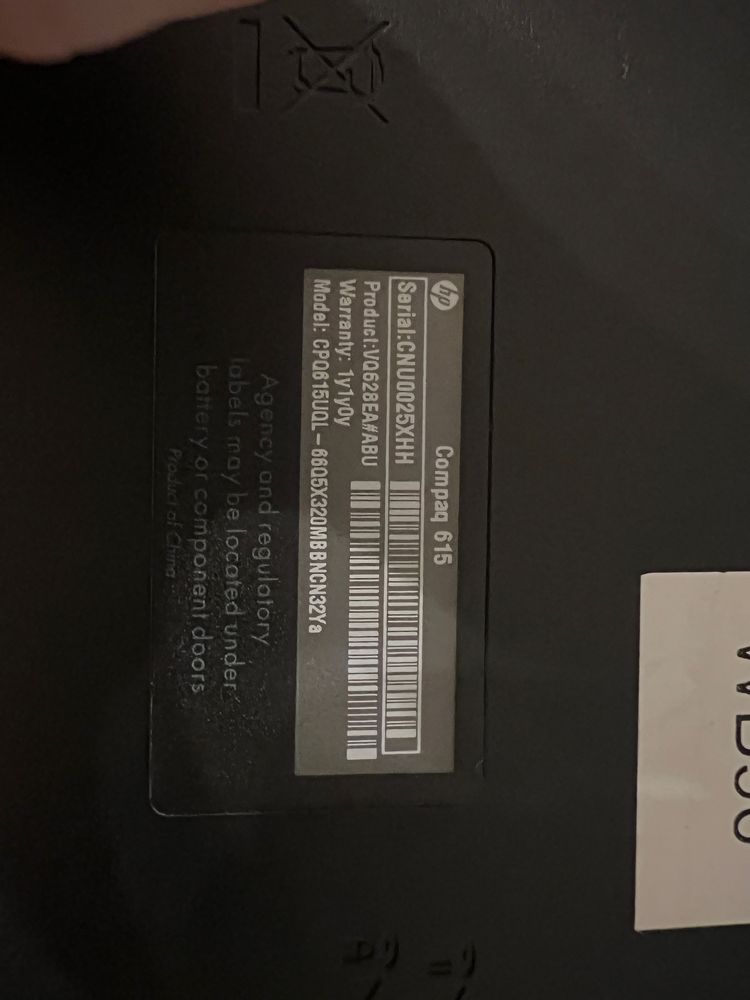 hp
Compaq 615
Serial:CNU0025XHH
Product:VQ628EA#ABU
Warranty: 1y1y0y
Model: CPQ615UQL-66Q5X320MBBNCN32Ya
Agency and regulatory
labels may be located under
battery or component doors
Product of China